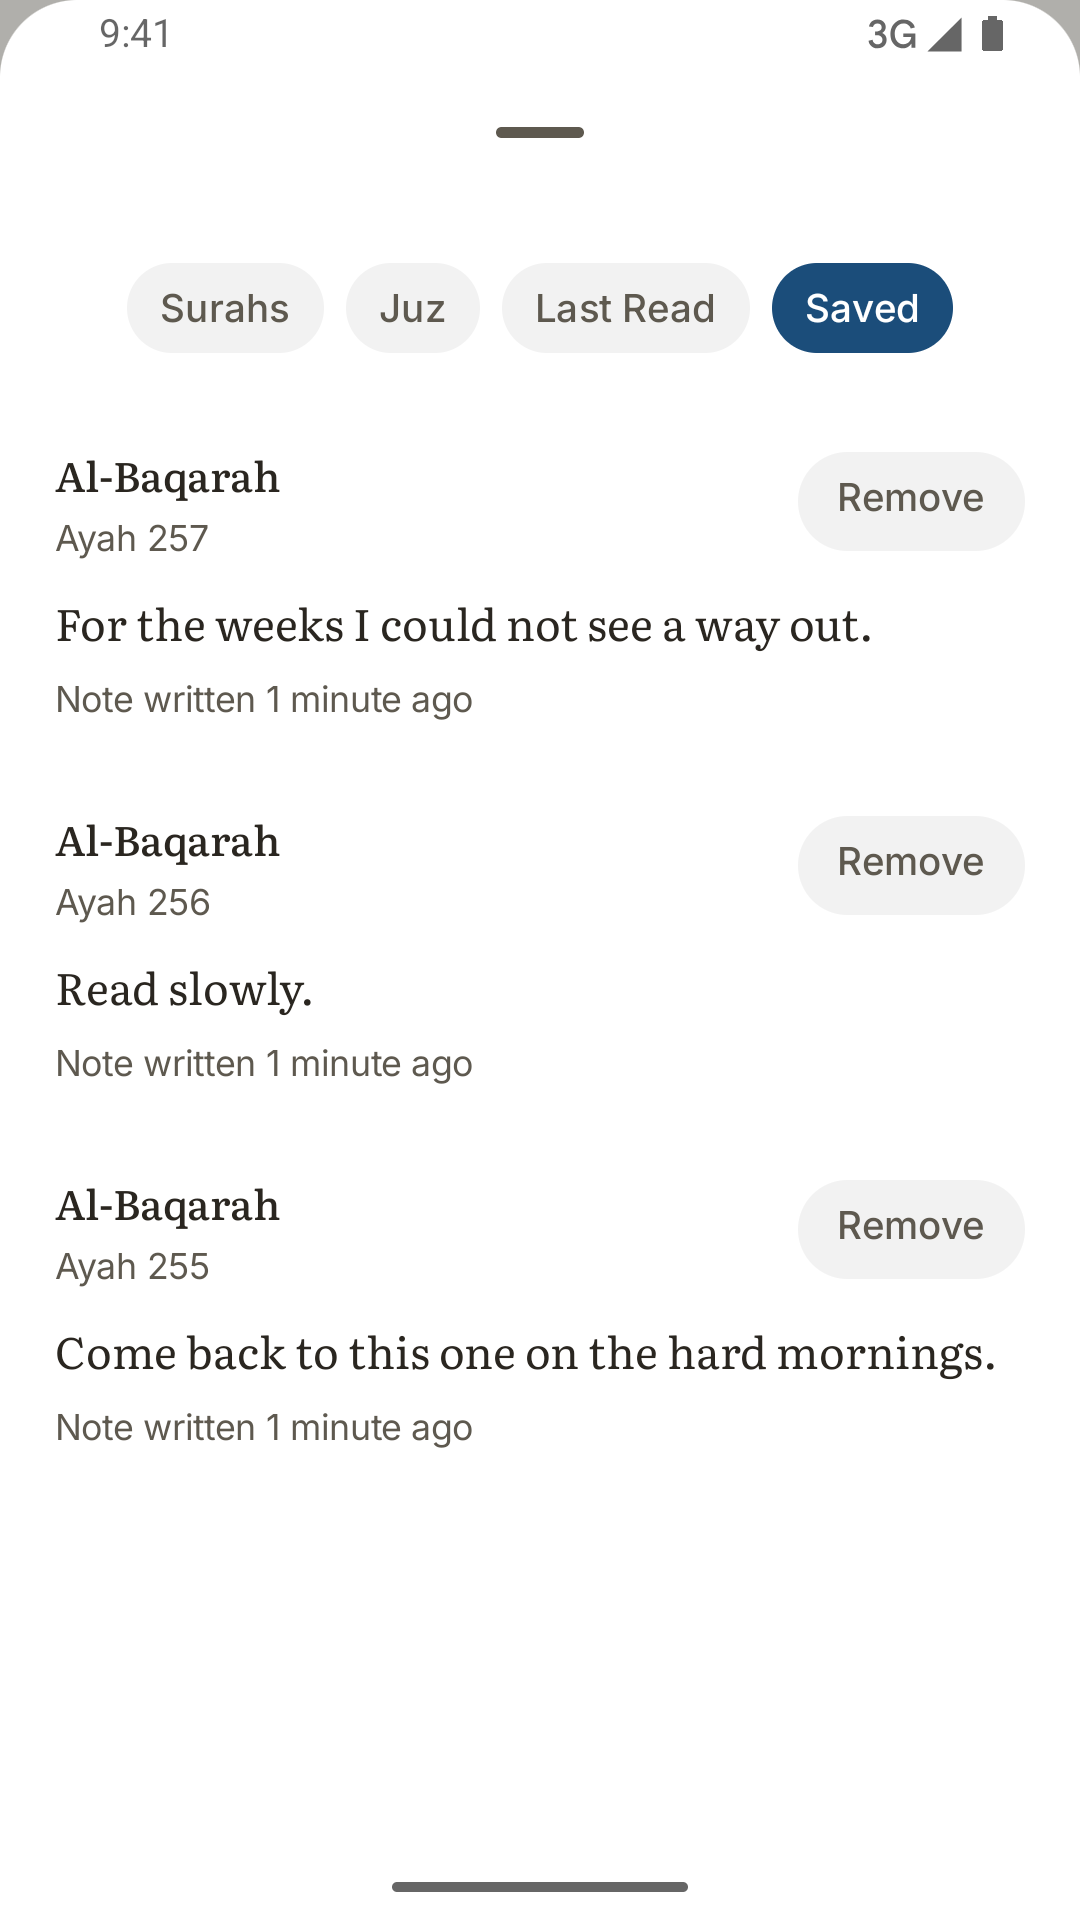 9:41
3G
Surahs
Juz
Last Read
Saved
Al-Baqarah
Remove
Ayah 257
For the weeks I could not see a way out.
Note written 1 minute ago
Al-Baqarah
Remove
Ayah 256
Read slowly.
Note written 1 minute ago
Al-Baqarah
Remove
Ayah 255
Come back to this one on the hard mornings.
Note written 1 minute ago